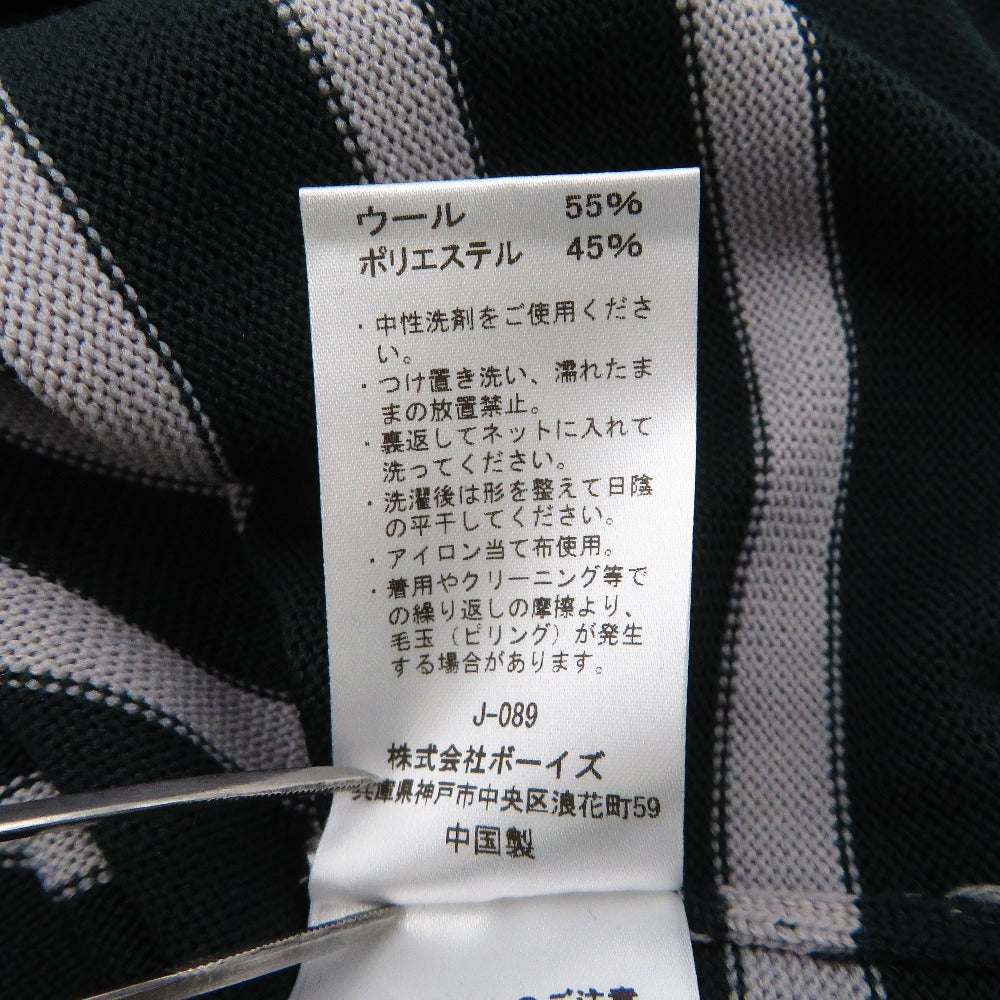 ウール 55%
ポリエステル 45%
・中性洗剤をご使用くださ
い。
・つけ置き洗い、濡れたま
まの放置禁止。
・裏返してネットに入れて
洗ってください。
・洗濯後は形を整えて日陰
の平干してください。
・アイロン当て布使用。
・着用やクリーニング等で
の繰り返しの摩擦より、
毛玉（ピリング）が発生
する場合があります。
J-089
株式会社ボーイズ
兵庫県神戸市中央区浪花町59
中国製
のご注意